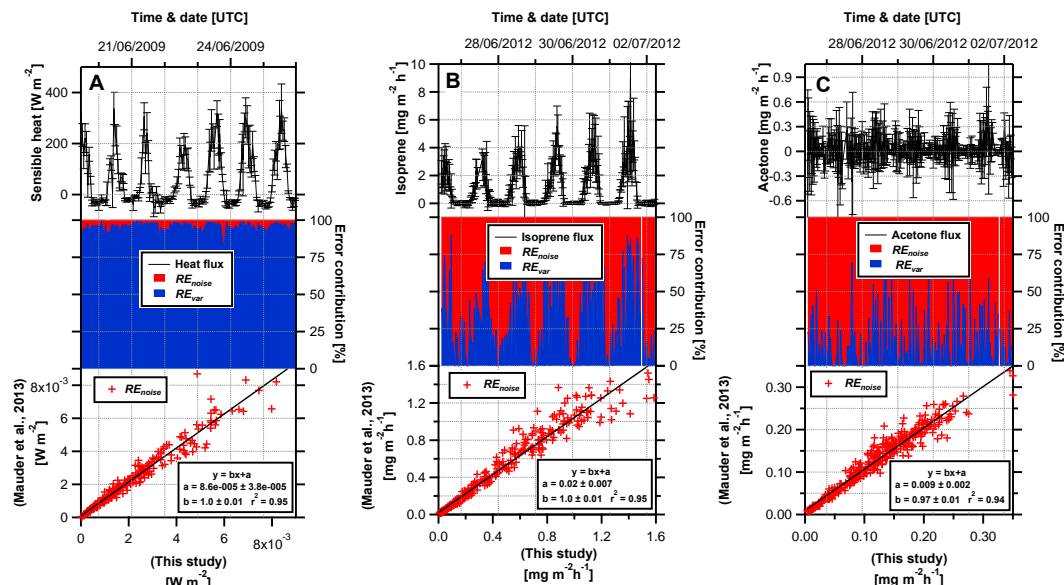 Time & date [UTC]
21/06/2009 24/06/2009
A
Sensible heat [W m-2]
400
200
0
Heat flux
REnoise
REvar
100
75
50
25
0
Error contribution [%]
REnoise
(Mauder et al., 2013)
[W m-2]
8x10-3
6
4
2
0
y = bx+a
a = 8.6e-005 ± 3.8e-005
b = 1.0 ± 0.01 r2 = 0.95
0 2 4 6 8x10-3
(This study)
[W m-2]
Time & date [UTC]
28/06/2012 30/06/2012 02/07/2012
B
Isoprene [mg m-2 h-1]
10
8
6
4
2
0
Isoprene flux
REnoise
REvar
100
75
50
25
0
Error contribution [%]
REnoise
(Mauder et al., 2013)
[mg m-2h-1]
1.6
1.2
0.8
0.4
0.0
y = bx+a
a = 0.02 ± 0.007
b = 1.0 ± 0.01 r2 = 0.95
0.0 0.4 0.8 1.2 1.6
(This study)
[mg m-2h-1]
Time & date [UTC]
28/06/2012 30/06/2012 02/07/2012
C
Acetone [mg m-2 h-1]
0.9
0.6
0.3
0
-0.3
-0.6
Acetone flux
REnoise
REvar
100
75
50
25
0
Error contribution [%]
REnoise
(Mauder et al., 2013)
[mg m-2h-1]
0.30
0.20
0.10
0.00
y = bx+a
a = 0.009 ± 0.002
b = 0.97 ± 0.01 r2 = 0.94
0.00 0.10 0.20 0.30
(This study)
[mg m-2h-1]